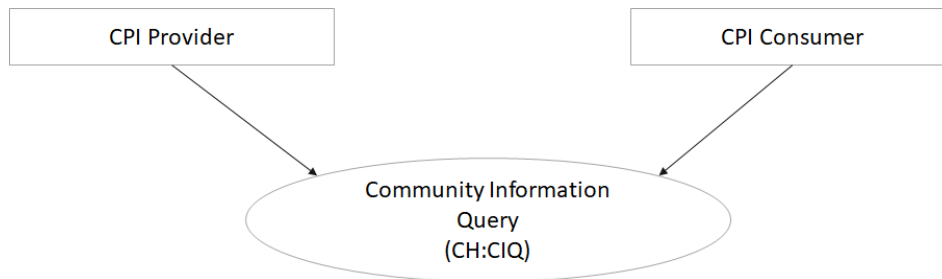 CPI Provider
CPI Consumer
Community Information
Query
(CH:CIQ)